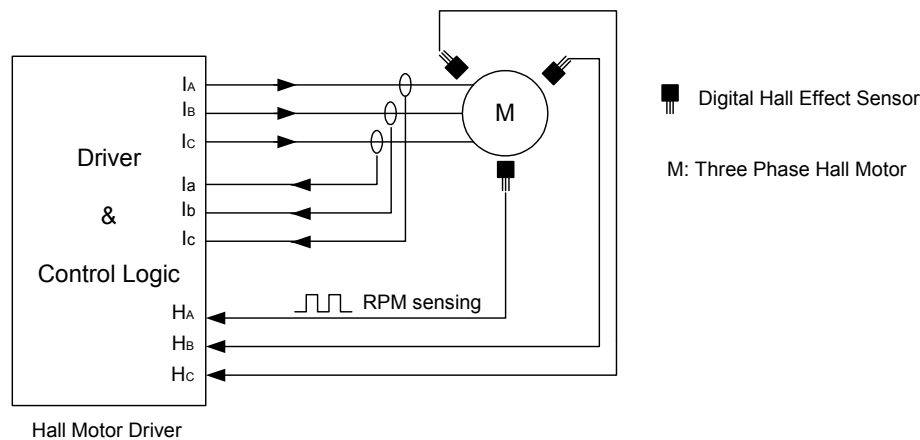 IA
IB
IC
Ia
Ib
Ic
HA
HB
HC
Driver
&
Control Logic
M
RPM sensing
Digital Hall Effect Sensor
M: Three Phase Hall Motor
Hall Motor Driver